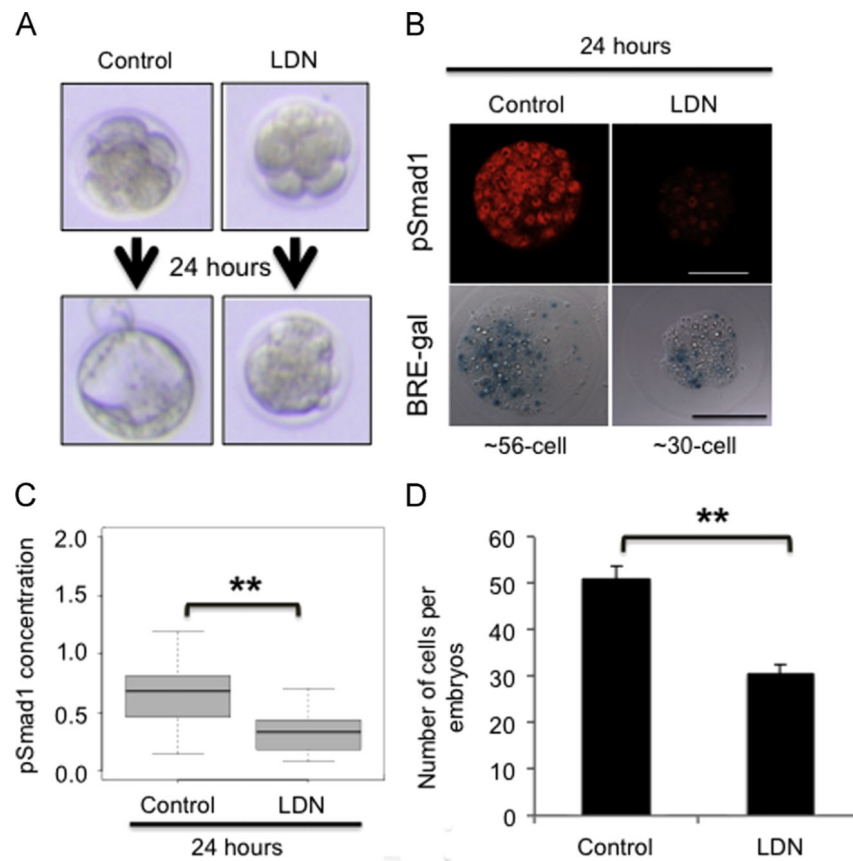 A
Control
LDN
24 hours
B
24 hours
Control
LDN
pSmad1
BRE-gal
~56-cell
~30-cell
C
pSmad1 concentration
2.0
1.5
1.0
0.5
0.0
**
Control
LDN
24 hours
D
Number of cells per
embryos
60
50
40
30
20
10
0
**
Control
LDN